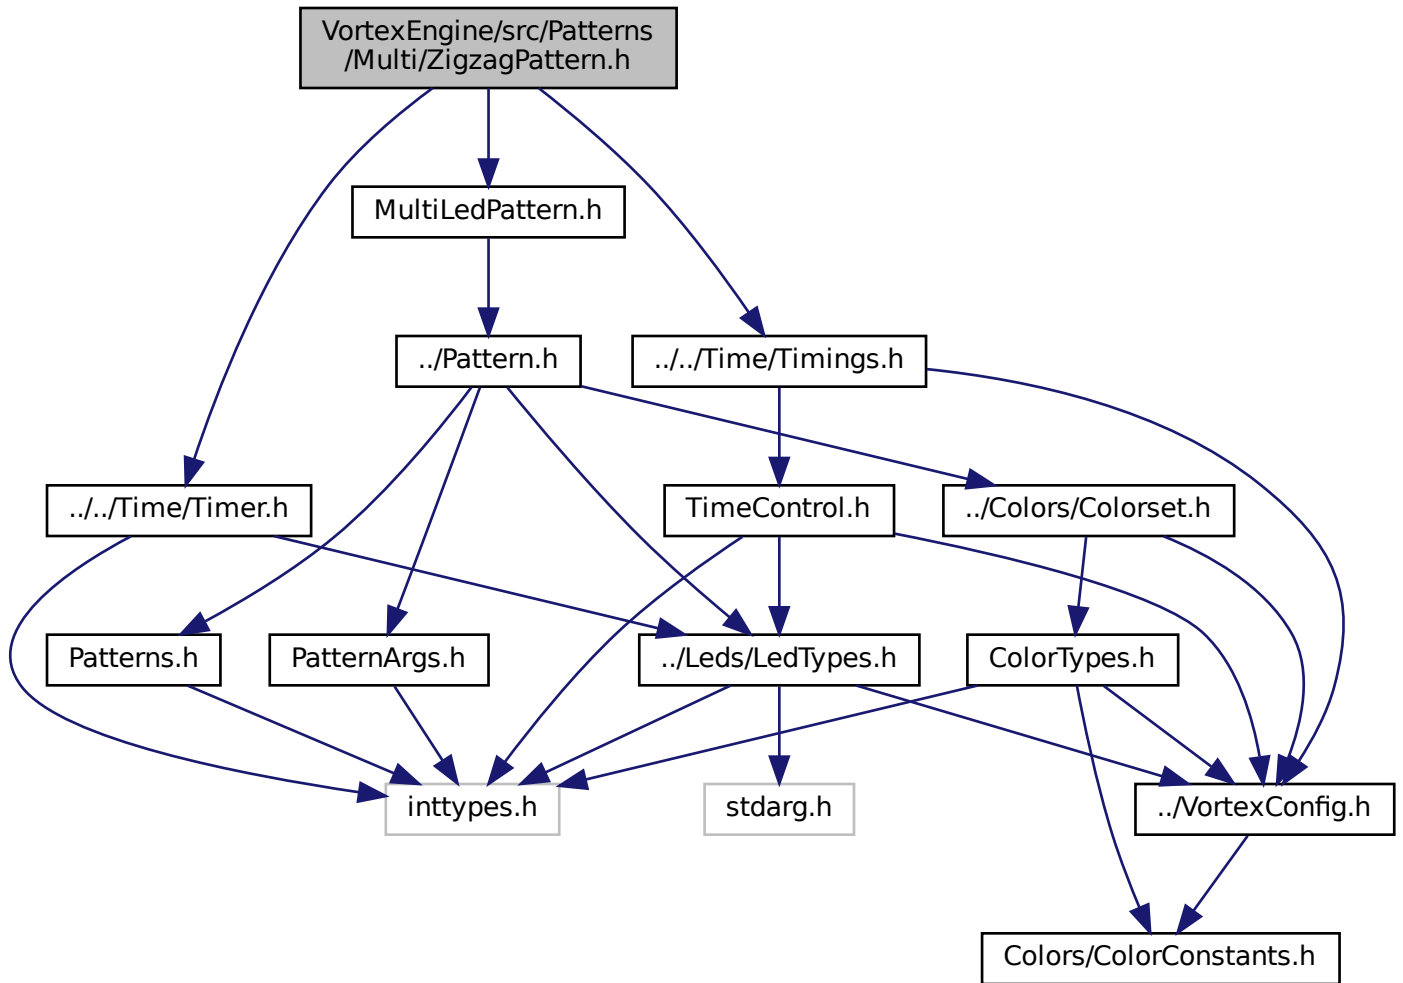 VortexEngine/src/Patterns
/Multi/ZigzagPattern.h
MultiLedPattern.h
../Pattern.h
../../Time/Timings.h
../../Time/Timer.h
TimeControl.h
../Colors/Colorset.h
Patterns.h
PatternArgs.h
../Leds/LedTypes.h
ColorTypes.h
inttypes.h
stdarg.h
../VortexConfig.h
Colors/ColorConstants.h